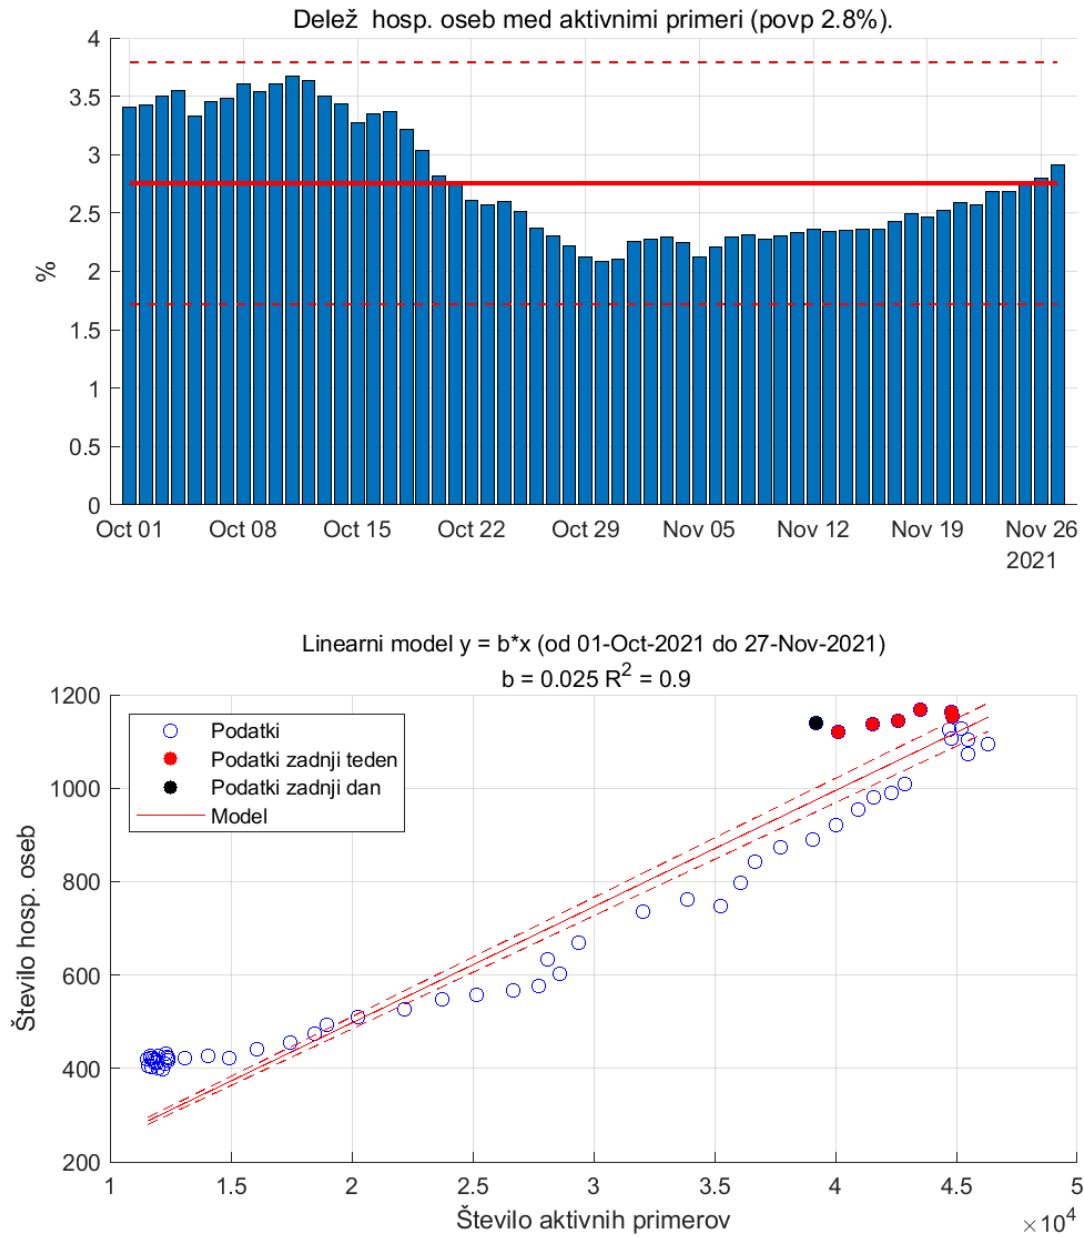 Delež hosp. oseb med aktivnimi primeri (povp 2.8%).
4
3.5
3
2.5
2
1.5
1
0.5
0
%
Oct 01 Oct 08 Oct 15 Oct 22 Oct 29 Nov 05 Nov 12 Nov 19 Nov 26
2021
Linearni model y = b*x (od 01-Oct-2021 do 27-Nov-2021)
b = 0.025 R² = 0.9
1200
1000
800
600
400
200
Število hosp. oseb
Podatki
Podatki zadnji teden
Podatki zadnji dan
Model
1 1.5 2 2.5 3 3.5 4 4.5 5
Število aktivnih primerov
×10⁴